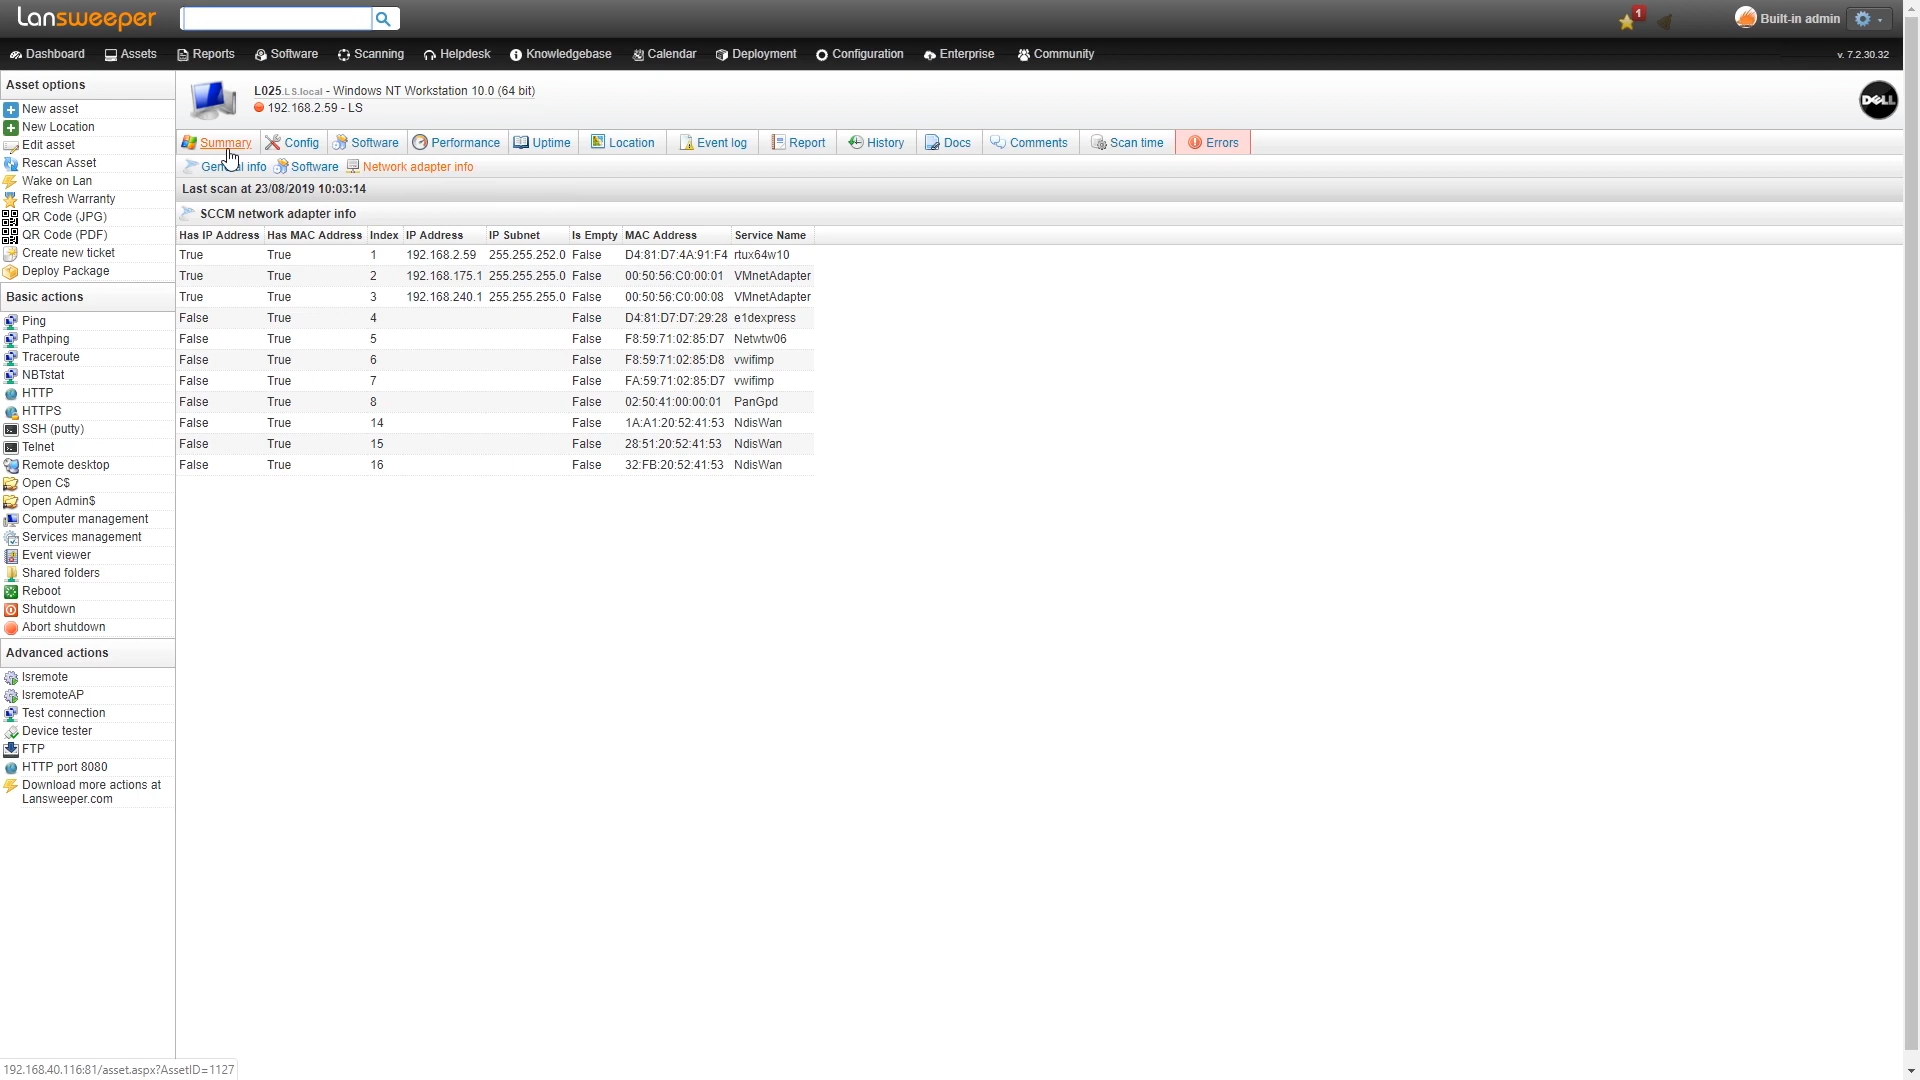 Lansweeper
1
Built-in admin
Dashboard Assets Reports Software Scanning Helpdesk Knowledgebase Calendar Deployment Configuration Enterprise Community
v. 7.2.30.32
Asset options
New asset
New Location
Edit asset
Rescan Asset
Wake on Lan
Refresh Warranty
QR Code (JPG)
QR Code (PDF)
Create new ticket
Deploy Package
Basic actions
Ping
Pathping
Traceroute
NBTstat
HTTP
HTTPS
SSH (putty)
Telnet
Remote desktop
Open C$
Open Admin$
Computer management
Services management
Event viewer
Shared folders
Reboot
Shutdown
Abort shutdown
Advanced actions
lsremote
lsremoteAP
Test connection
Device tester
FTP
HTTP port 8080
Download more actions at
Lansweeper.com
L025.LS.local - Windows NT Workstation 10.0 (64 bit)
192.168.2.59 - LS
DELL
Summary Config Software Performance Uptime Location Event log Report History Docs Comments Scan time Errors
General info Software Network adapter info
Last scan at 23/08/2019 10:03:14
SCCM network adapter info
Has IP Address Has MAC Address Index IP Address IP Subnet Is Empty MAC Address Service Name
True True 1 192.168.2.59 255.255.252.0 False D4:81:D7:4A:91:F4 rtux64w10
True True 2 192.168.175.1 255.255.255.0 False 00:50:56:C0:00:01 VMnetAdapter
True True 3 192.168.240.1 255.255.255.0 False 00:50:56:C0:00:08 VMnetAdapter
False True 4 False D4:81:D7:D7:29:28 e1dexpress
False True 5 False F8:59:71:02:85:D7 Netwtw06
False True 6 False F8:59:71:02:85:D8 vwifimp
False True 7 False FA:59:71:02:85:D7 vwifimp
False True 8 False 02:50:41:00:00:01 PanGpd
False True 14 False 1A:A1:20:52:41:53 NdisWan
False True 15 False 28:51:20:52:41:53 NdisWan
False True 16 False 32:FB:20:52:41:53 NdisWan
192.168.40.116:81/asset.aspx?AssetID=1127